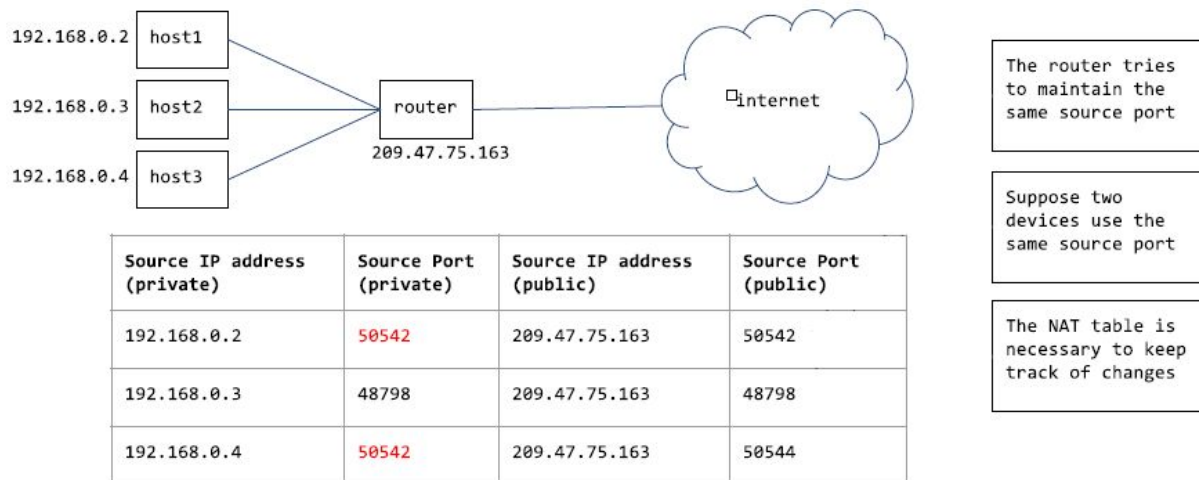 192.168.0.2
host1
192.168.0.3
host2
192.168.0.4
host3
router
209.47.75.163
internet
The router tries
to maintain the
same source port
Suppose two
devices use the
same source port
The NAT table is
necessary to keep
track of changes
Source IP address
(private)
Source Port
(private)
Source IP address
(public)
Source Port
(public)
192.168.0.2
50542
209.47.75.163
50542
192.168.0.3
48798
209.47.75.163
48798
192.168.0.4
50542
209.47.75.163
50544